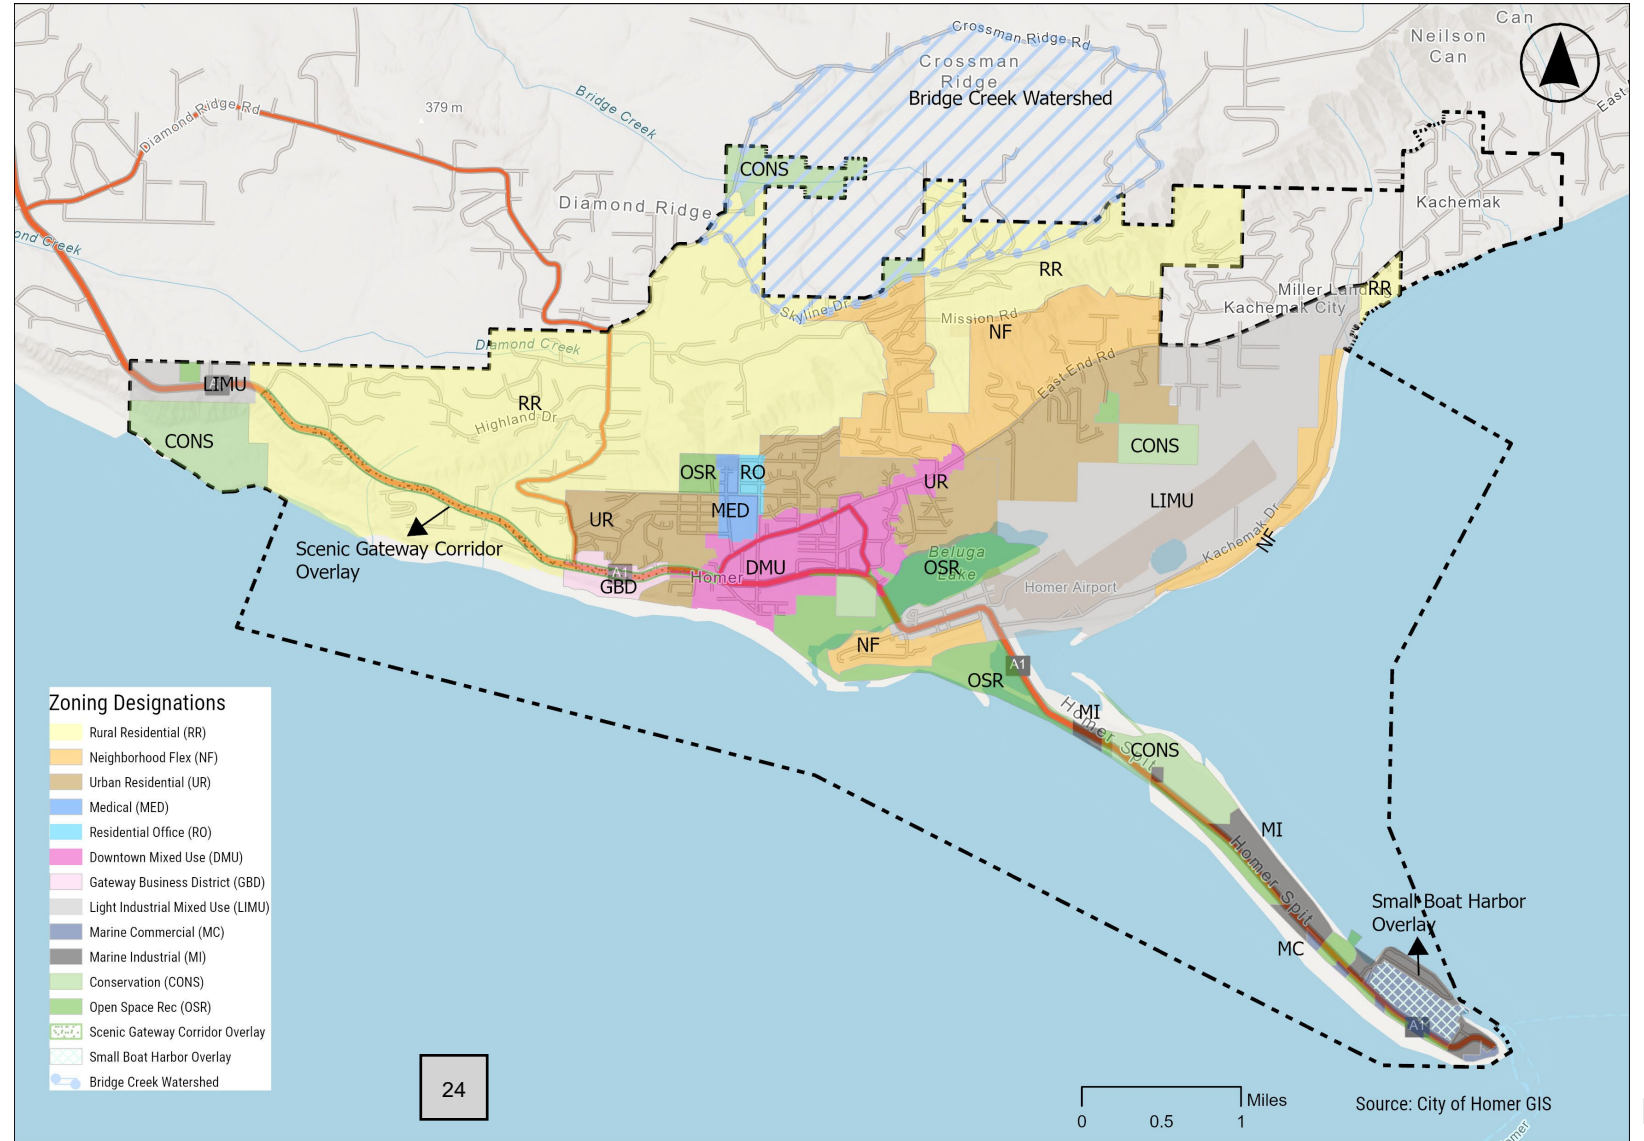 Can
Neilson
Can
Crossman Ridge Rd
Crossman
Ridge
Bridge Creek Watershed
Bridge Creek
379 m
Diamond Ridge Rd
East
CONS
Diamond Ridge
Kachemak
ond Creek
RR
Miller Land
RR
Kachemak City
Skyline Dr
Mission Rd
NF
Diamond Creek
East End Rd
LIMU
RR
Highland Dr
CONS
CONS
OSR
RO
UR
LIMU
MED
UR
Kachemak Dr
NF
Scenic Gateway Corridor
Overlay
Beluga
Lake
OSR
DMU
Homer
A1
GBD
Homer Airport
NF
A1
OSR
MI
Homer Spit
CONS
MI
Homer Spit
MC
Small Boat Harbor
Overlay
A1
Zoning Designations
Rural Residential (RR)
Neighborhood Flex (NF)
Urban Residential (UR)
Medical (MED)
Residential Office (RO)
Downtown Mixed Use (DMU)
Gateway Business District (GBD)
Light Industrial Mixed Use (LIMU)
Marine Commercial (MC)
Marine Industrial (MI)
Conservation (CONS)
Open Space Rec (OSR)
Scenic Gateway Corridor Overlay
Small Boat Harbor Overlay
Bridge Creek Watershed
24
0 0.5 1 Miles
Source: City of Homer GIS
omer